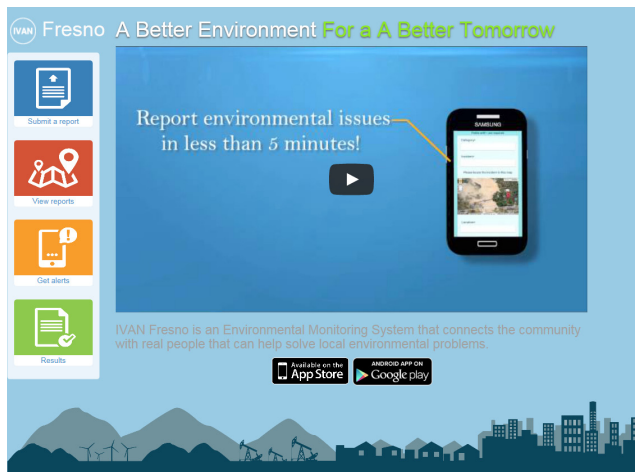 IVAN Fresno A Better Environment For a A Better Tomorrow
Submit a report
View reports
Get alerts
Results
Report environmental issues
in less than 5 minutes!
SAMSUNG
IVAN Fresno is an Environmental Monitoring System that connects the community
with real people that can help solve local environmental problems.
Available on the
App Store
ANDROID APP ON
Google play